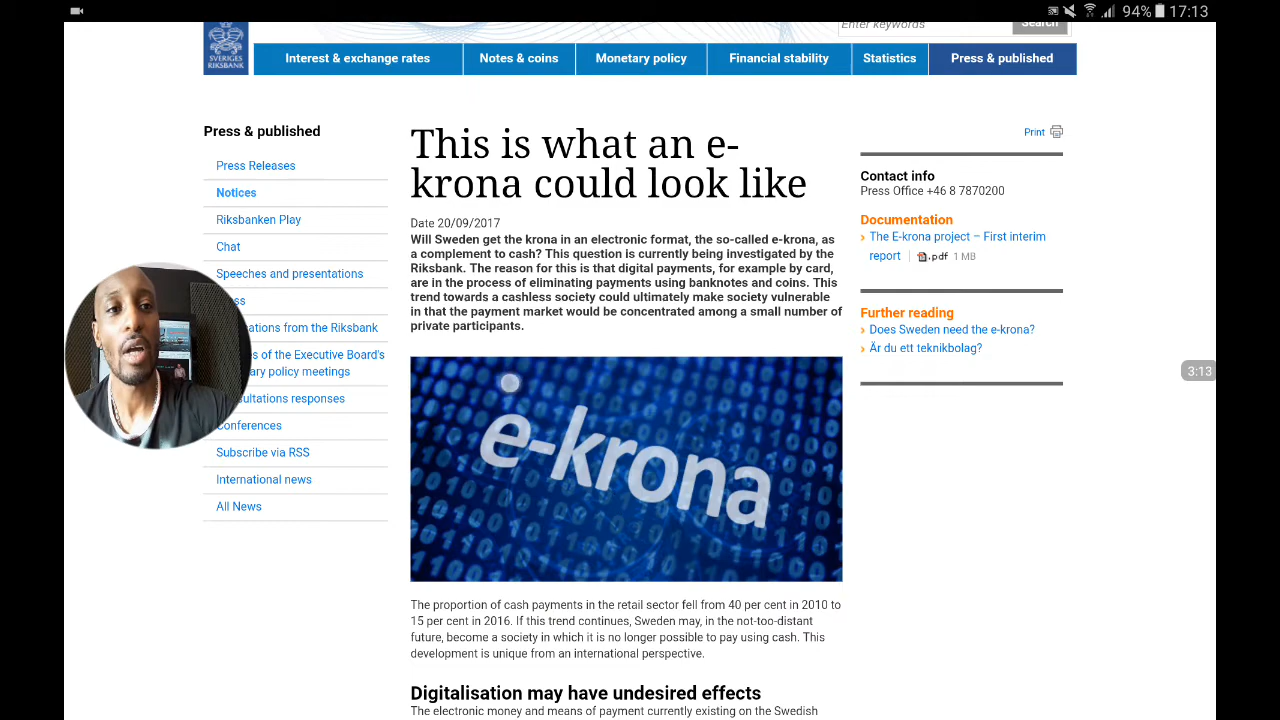 94% 17:13
Enter keywords
Search
SVERIGES
RIKSBANK
Interest & exchange rates
Notes & coins
Monetary policy
Financial stability
Statistics
Press & published
Press & published
Press Releases
Notices
Riksbanken Play
Chat
Speeches and presentations
from the Riksbank
of the Executive Board's
policy meetings
responses
Conferences
Subscribe via RSS
International news
All News
This is what an e-
krona could look like
Date 20/09/2017
Will Sweden get the krona in an electronic format, the so-called e-krona, as
a complement to cash? This question is currently being investigated by the
Riksbank. The reason for this is that digital payments, for example by card,
are in the process of eliminating payments using banknotes and coins. This
trend towards a cashless society could ultimately make society vulnerable
in that the payment market would be concentrated among a small number of
private participants.
e-krona
The proportion of cash payments in the retail sector fell from 40 per cent in 2010 to
15 per cent in 2016. If this trend continues, Sweden may, in the not-too-distant
future, become a society in which it is no longer possible to pay using cash. This
development is unique from an international perspective.
Digitalisation may have undesired effects
The electronic money and means of payment currently existing on the Swedish
Print
Contact info
Press Office +46 8 7870200
Documentation
The E-krona project – First interim
report | .pdf 1 MB
Further reading
Does Sweden need the e-krona?
Är du ett teknikbolag?
3:13